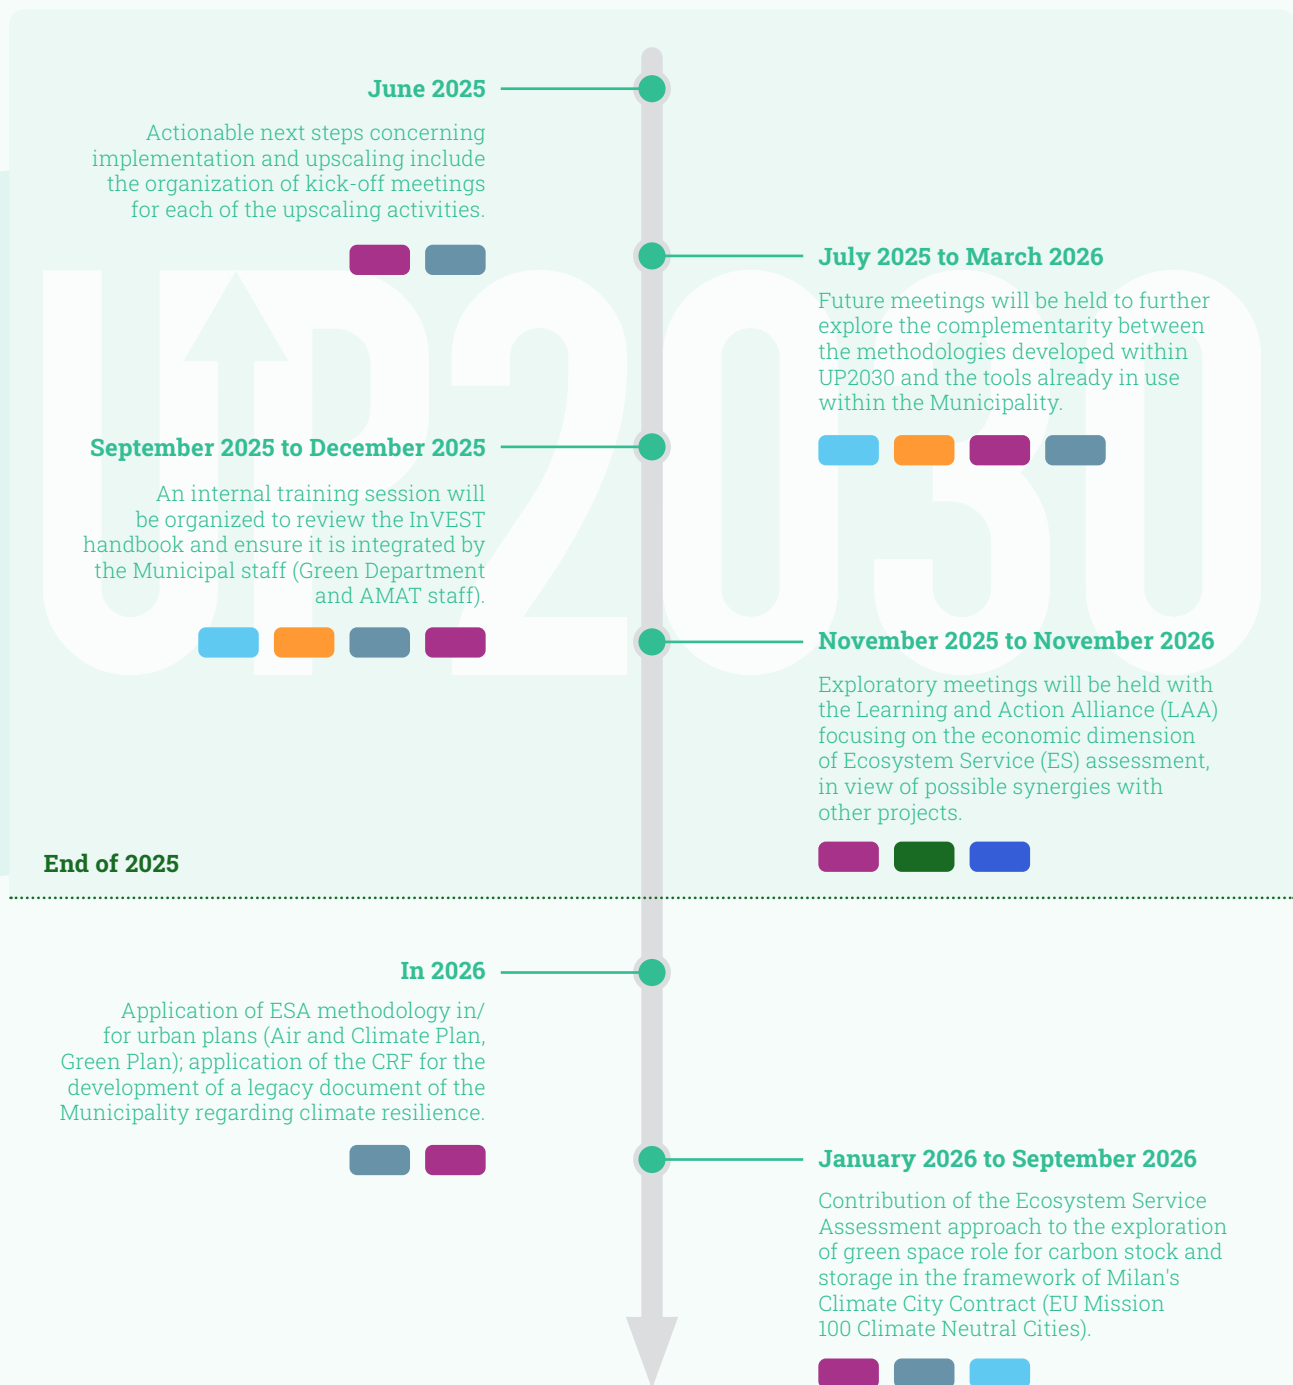 June 2025
Actionable next steps concerning
implementation and upscaling include
the organization of kick-off meetings
for each of the upscaling activities.
July 2025 to March 2026
Future meetings will be held to further
explore the complementarity between
the methodologies developed within
UP2030 and the tools already in use
within the Municipality.
UP2030
September 2025 to December 2025
An internal training session will
be organized to review the InVEST
handbook and ensure it is integrated by
the Municipal staff (Green Department
and AMAT staff).
November 2025 to November 2026
Exploratory meetings will be held with
the Learning and Action Alliance (LAA)
focusing on the economic dimension
of Ecosystem Service (ES) assessment,
in view of possible synergies with
other projects.
End of 2025
In 2026
Application of ESA methodology in/
for urban plans (Air and Climate Plan,
Green Plan); application of the CRF for the
development of a legacy document of the
Municipality regarding climate resilience.
January 2026 to September 2026
Contribution of the Ecosystem Service
Assessment approach to the exploration
of green space role for carbon stock and
storage in the framework of Milan's
Climate City Contract (EU Mission
100 Climate Neutral Cities).